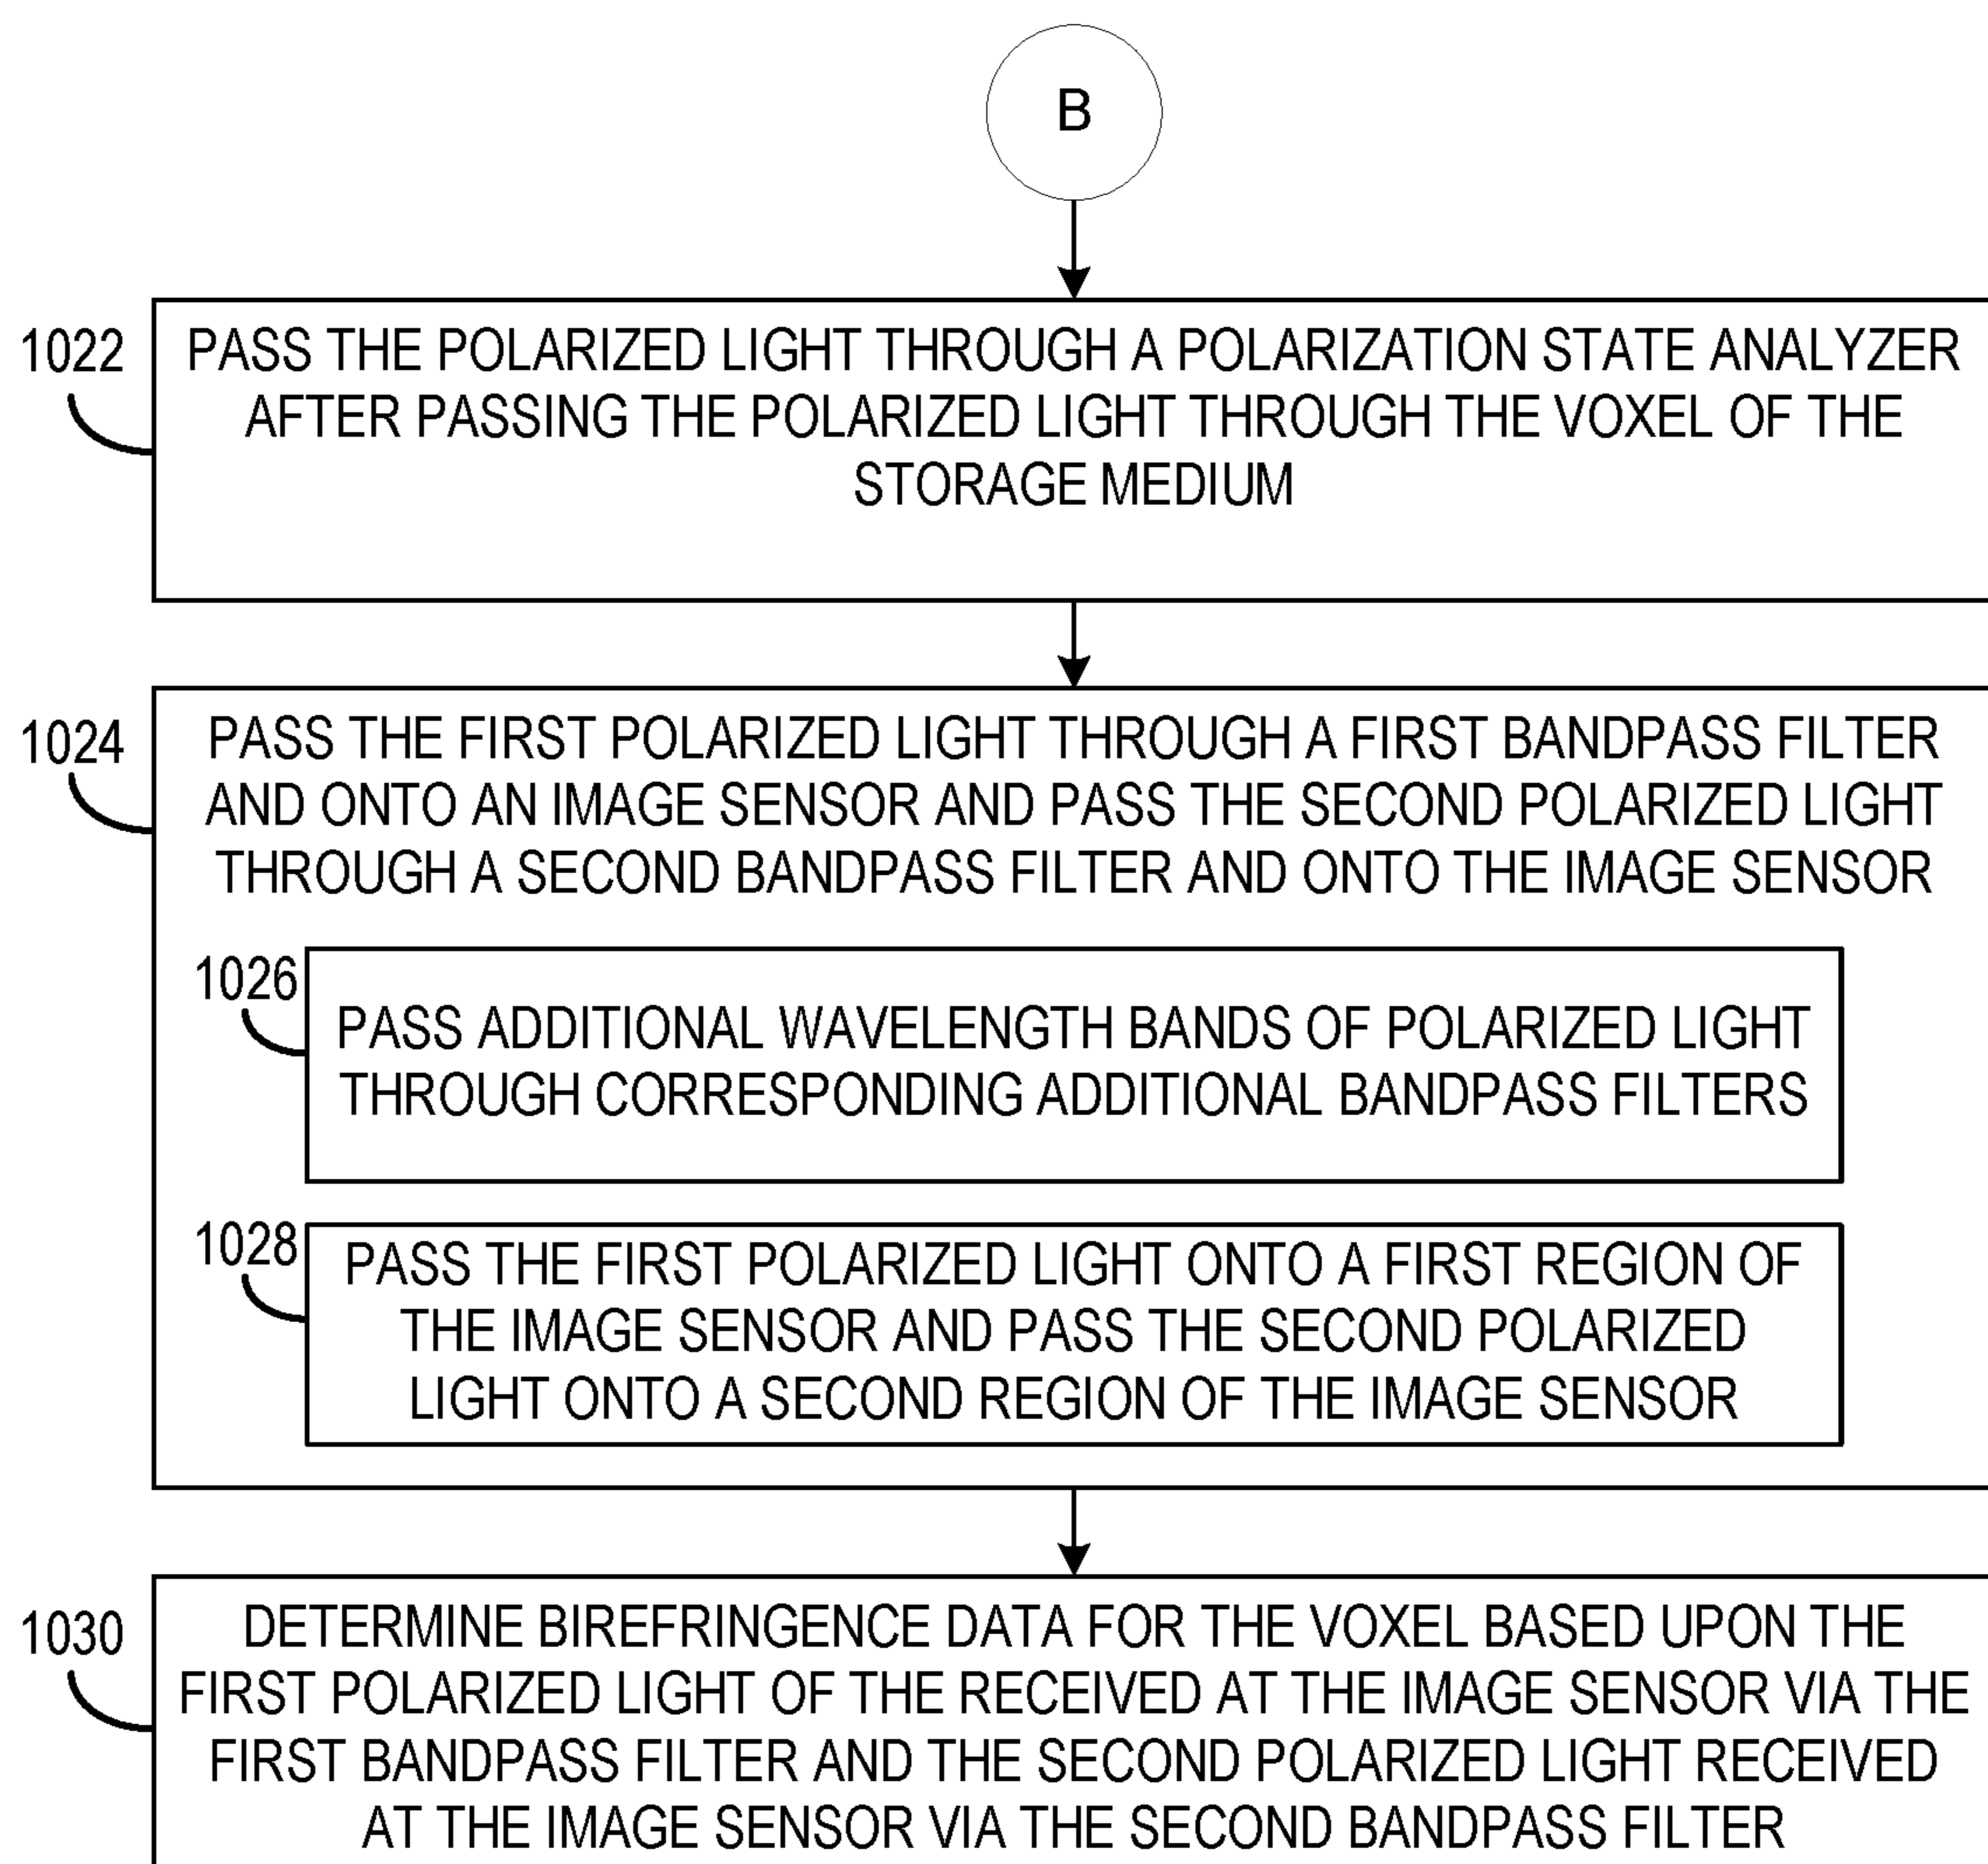 B
1022
PASS THE POLARIZED LIGHT THROUGH A POLARIZATION STATE ANALYZER
AFTER PASSING THE POLARIZED LIGHT THROUGH THE VOXEL OF THE
STORAGE MEDIUM
1024
PASS THE FIRST POLARIZED LIGHT THROUGH A FIRST BANDPASS FILTER
AND ONTO AN IMAGE SENSOR AND PASS THE SECOND POLARIZED LIGHT
THROUGH A SECOND BANDPASS FILTER AND ONTO THE IMAGE SENSOR
1026
PASS ADDITIONAL WAVELENGTH BANDS OF POLARIZED LIGHT
THROUGH CORRESPONDING ADDITIONAL BANDPASS FILTERS
1028
PASS THE FIRST POLARIZED LIGHT ONTO A FIRST REGION OF
THE IMAGE SENSOR AND PASS THE SECOND POLARIZED
LIGHT ONTO A SECOND REGION OF THE IMAGE SENSOR
1030
DETERMINE BIREFRINGENCE DATA FOR THE VOXEL BASED UPON THE
FIRST POLARIZED LIGHT OF THE RECEIVED AT THE IMAGE SENSOR VIA THE
FIRST BANDPASS FILTER AND THE SECOND POLARIZED LIGHT RECEIVED
AT THE IMAGE SENSOR VIA THE SECOND BANDPASS FILTER